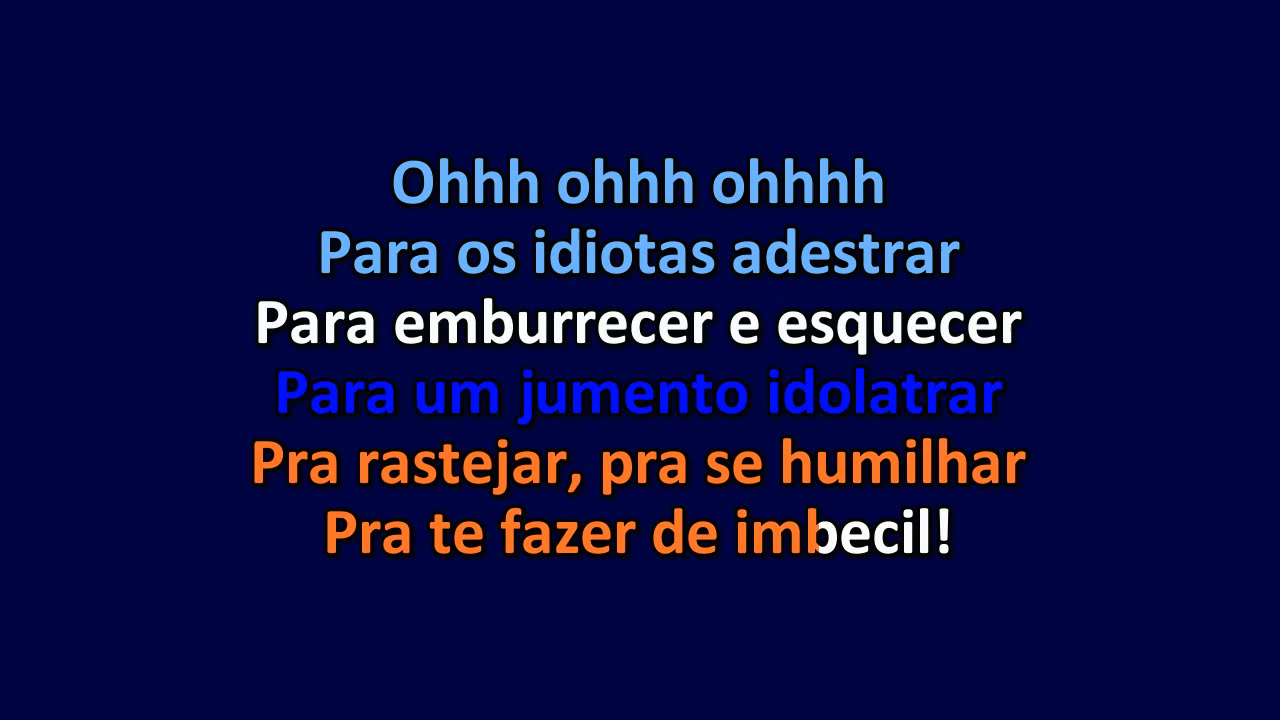 Ohhh ohhh ohhhh
Para os idiotas adestrar
Para emburrecer e esquecer
Para um jumento idolatrar
Pra rastejar, pra se humilhar
Pra te fazer de imbecil!